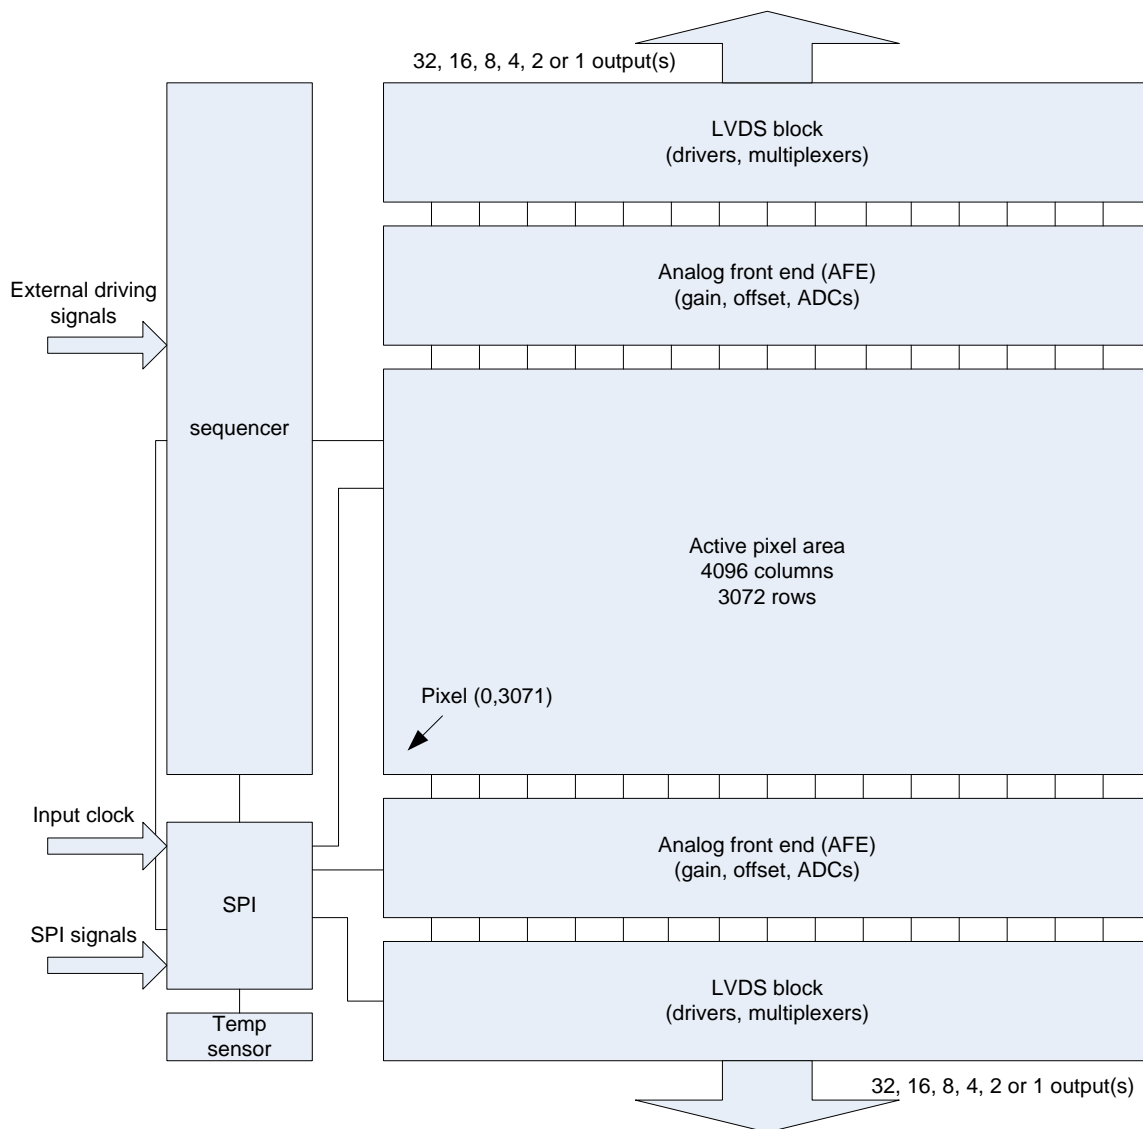 32, 16, 8, 4, 2 or 1 output(s)
LVDS block
(drivers, multiplexers)
Analog front end (AFE)
(gain, offset, ADCs)
External driving
signals
sequencer
Active pixel area
4096 columns
3072 rows
Pixel (0,3071)
Input clock
Analog front end (AFE)
(gain, offset, ADCs)
SPI
SPI signals
LVDS block
(drivers, multiplexers)
Temp
sensor
32, 16, 8, 4, 2 or 1 output(s)